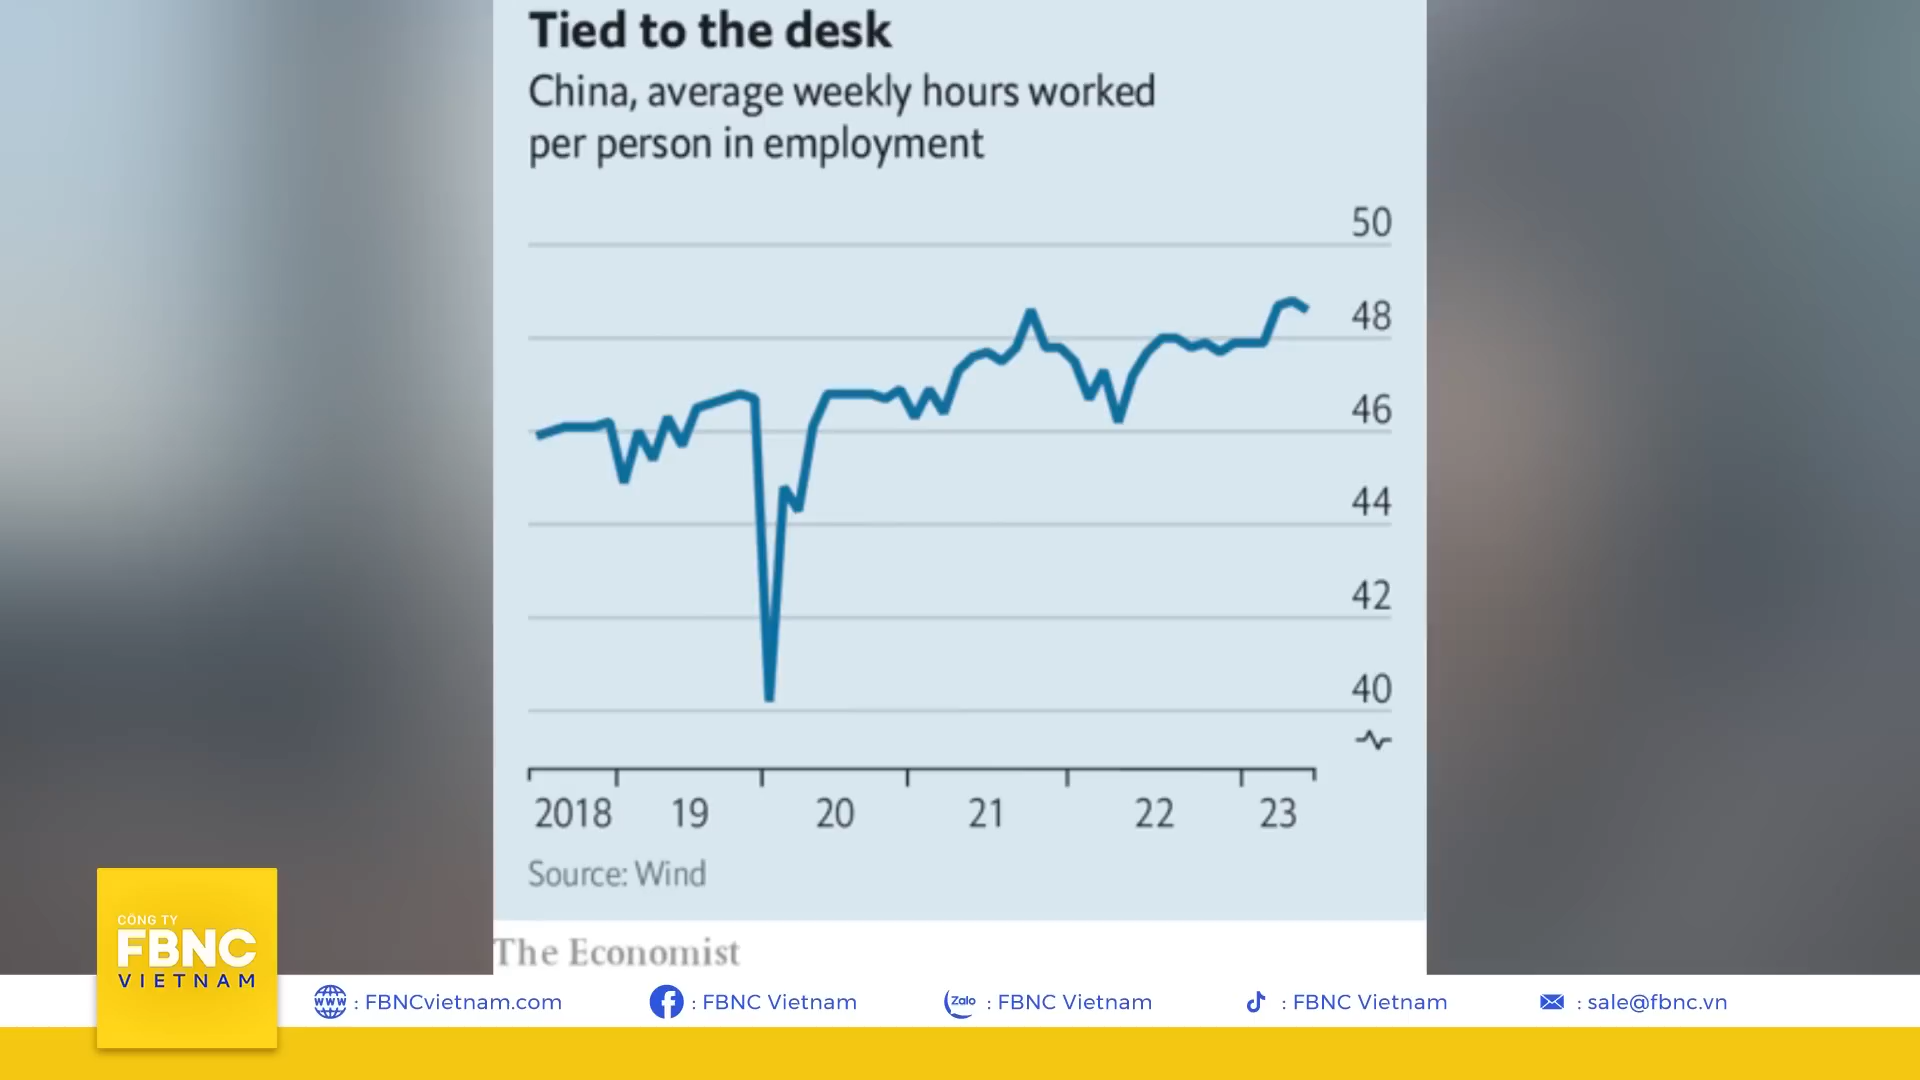 Tied to the desk
China, average weekly hours worked
per person in employment
50
48
46
44
42
40
2018 19 20 21 22 23
Source: Wind
The Economist
CÔNG TY
FBNC
VIETNAM
www : FBNCvietnam.com
: FBNC Vietnam
Zalo : FBNC Vietnam
: FBNC Vietnam
: sale@fbnc.vn